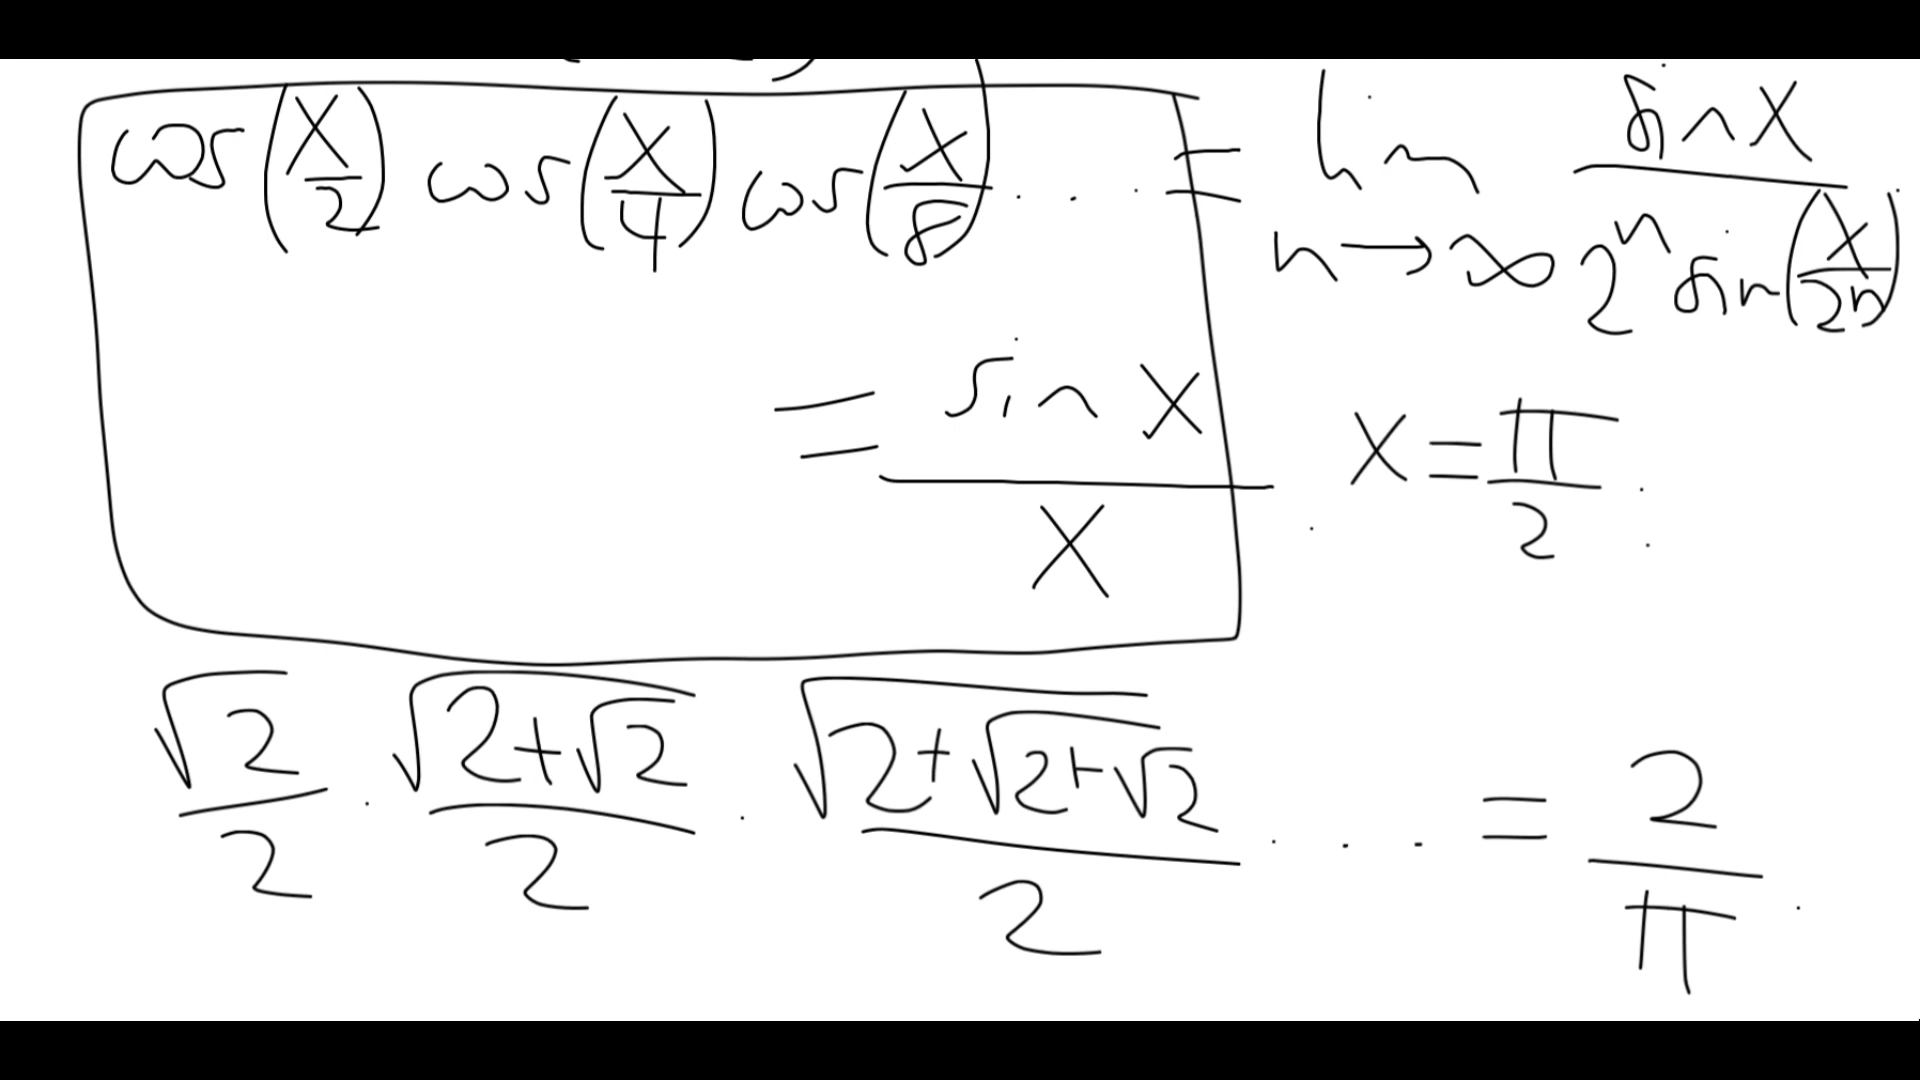 cos(x/2) cos(x/4) cos(x/8) ... = lim n→∞ sin x / (2^n sin(x/2^n))
= sin x / x
x = π/2
√2/2 · √(2+√2)/2 · √(2+√(2+√2))/2 · ... = 2/π